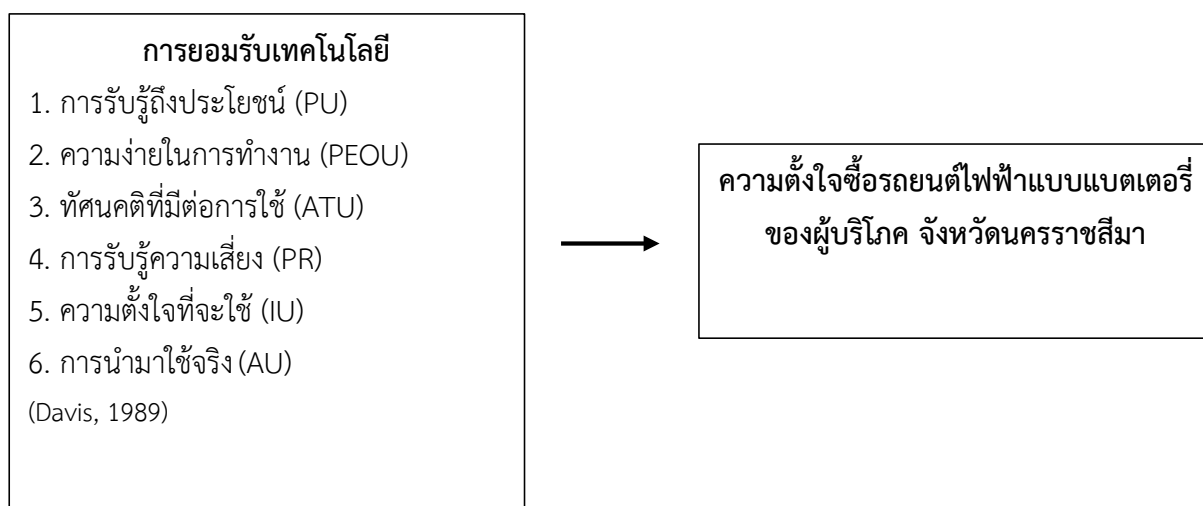 การยอมรับเทคโนโลยี
1. การรับรู้ถึงประโยชน์ (PU)
2. ความง่ายในการทำงาน (PEOU)
3. ทัศนคติที่มีต่อการใช้ (ATU)
4. การรับรู้ความเสี่ยง (PR)
5. ความตั้งใจที่จะใช้ (IU)
6. การนำมาใช้จริง (AU)
(Davis, 1989)
ความตั้งใจซื้อรถยนต์ไฟฟ้าแบบแบตเตอรี่
ของผู้บริโภค จังหวัดนครราชสีมา